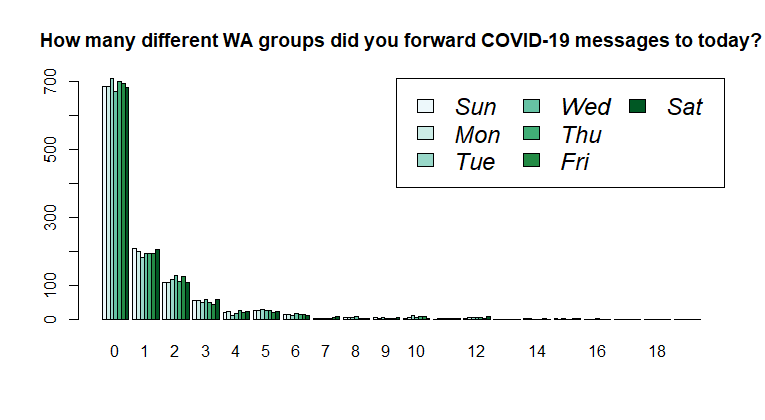 How many different WA groups did you forward COVID-19 messages to today?
700
500
300
100
0
Sun Wed Sat
Mon Thu
Tue Fri
0 1 2 3 4 5 6 7 8 9 10 12 14 16 18